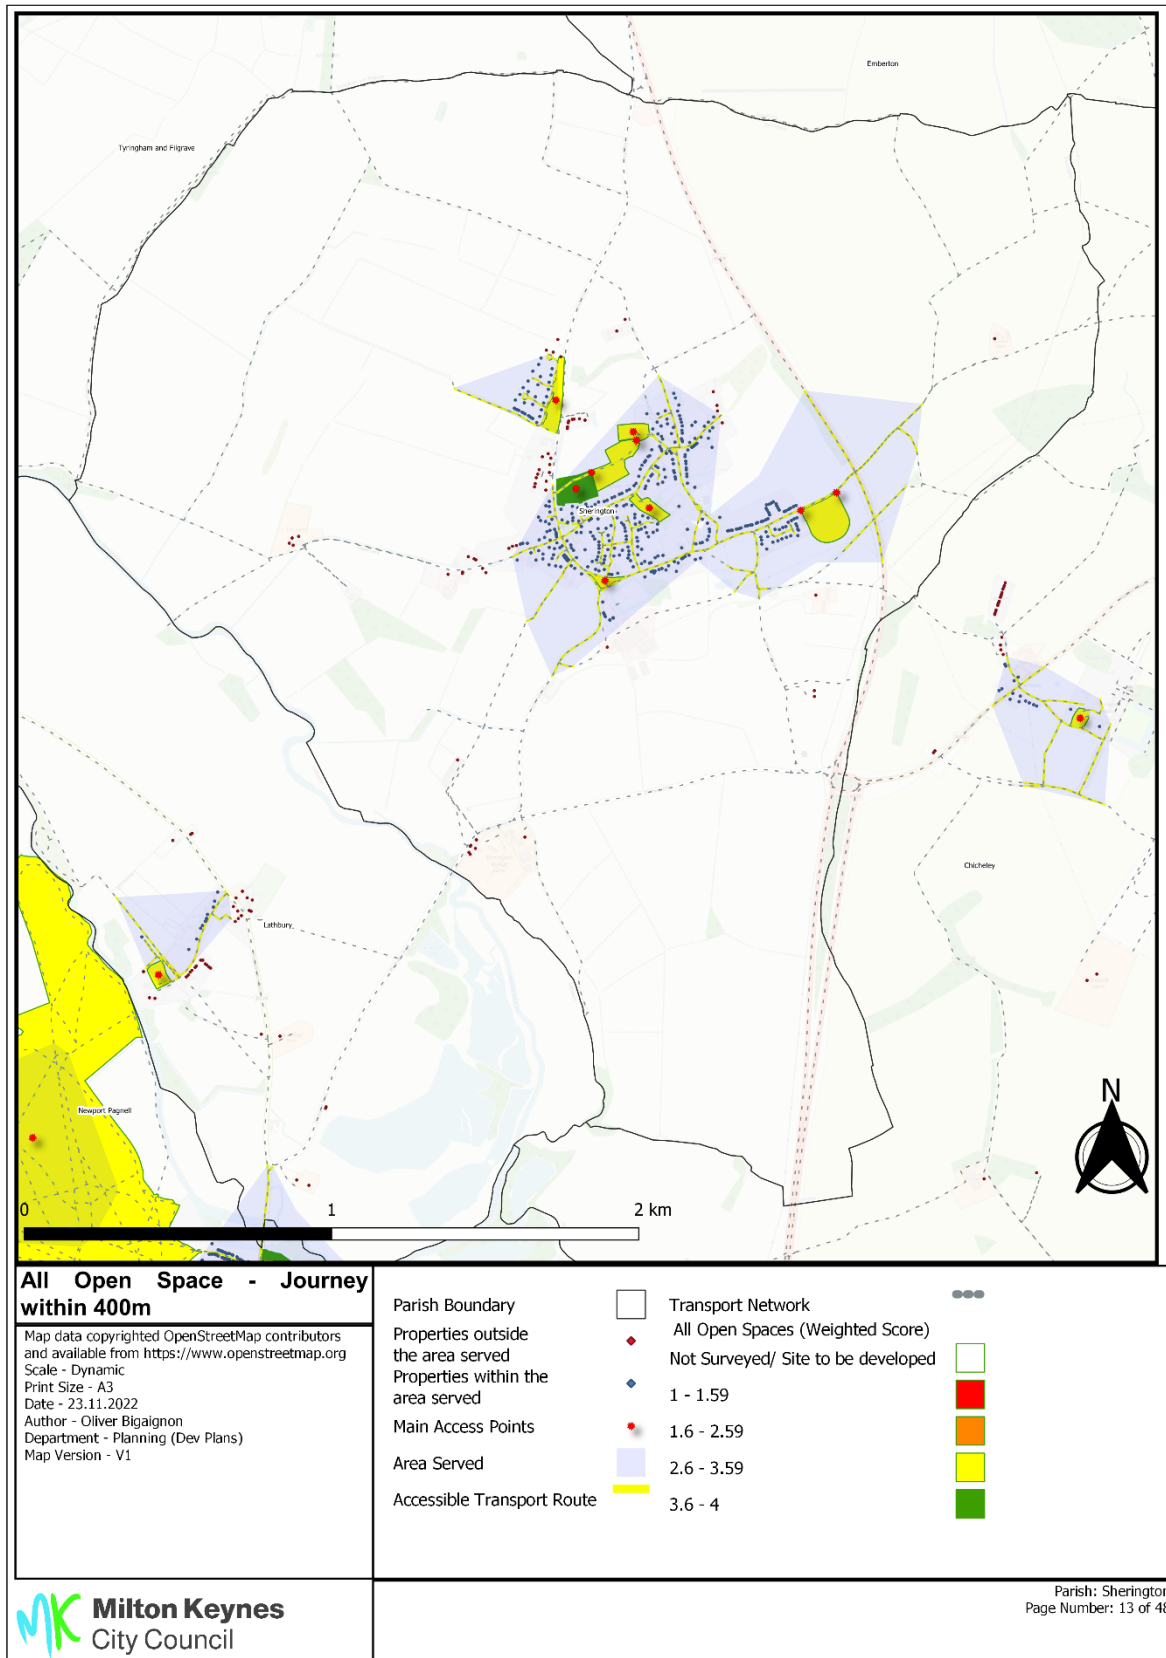 Emberton
Tyringham and Filgrave
Sherington
Chicheley
Lathbury
Newport Pagnell
N
0 1 2 km
All Open Space - Journey
within 400m
Map data copyrighted OpenStreetMap contributors
and available from https://www.openstreetmap.org
Scale - Dynamic
Print Size - A3
Date - 23.11.2022
Author - Oliver Bigaignon
Department - Planning (Dev Plans)
Map Version - V1
Parish Boundary
Properties outside
the area served
Properties within the
area served
Main Access Points
Area Served
Accessible Transport Route
Transport Network
All Open Spaces (Weighted Score)
Not Surveyed/ Site to be developed
1 - 1.59
1.6 - 2.59
2.6 - 3.59
3.6 - 4
MK Milton Keynes
City Council
Parish: Sherington
Page Number: 13 of 48